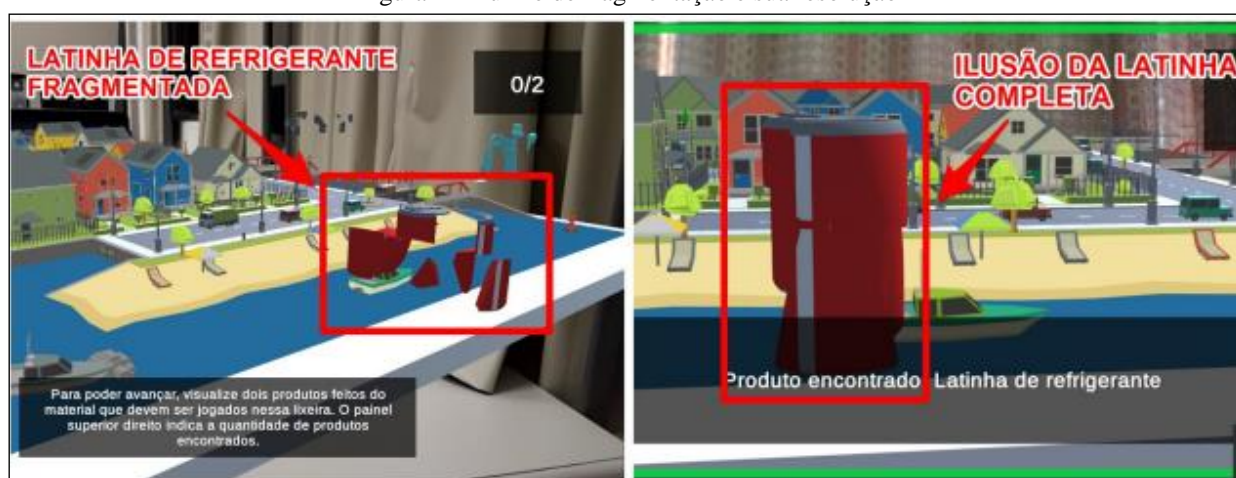 LATINHA DE REFRIGERANTE
FRAGMENTADA
0/2
Para poder avançar, visualize dois produtos feitos do
material que devem ser jogados nessa lixeira. O painel
superior direito indica a quantidade de produtos
encontrados.
ILUSÃO DA LATINHA
COMPLETA
Produto encontrado Latinha de refrigerante